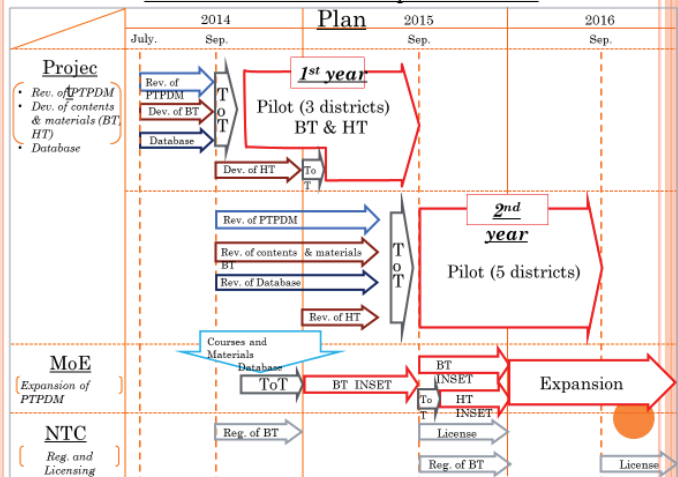 Plan
2014
2015
2016
July.
Sep.
Sep.
Sep.
Projec
• Rev. of PTPDM
• Dev. of contents
& materials (BT,
HT)
• Database
Rev. of
PTPDM
Dev. of BT
Database
T
o
T
1st year
Pilot (3 districts)
BT & HT
Dev. of HT
To
T
Rev. of PTPDM
Rev. of contents & materials
BT
Rev. of Database
Rev. of HT
T
o
T
2nd
year
Pilot (5 districts)
MoE
Expansion of
PTPDM
Courses and
Materials
Database
ToT
BT INSET
BT
INSET
To
T
HT
INSET
Expansion
NTC
Reg. and
Licensing
Reg. of BT
License
Reg. of BT
License